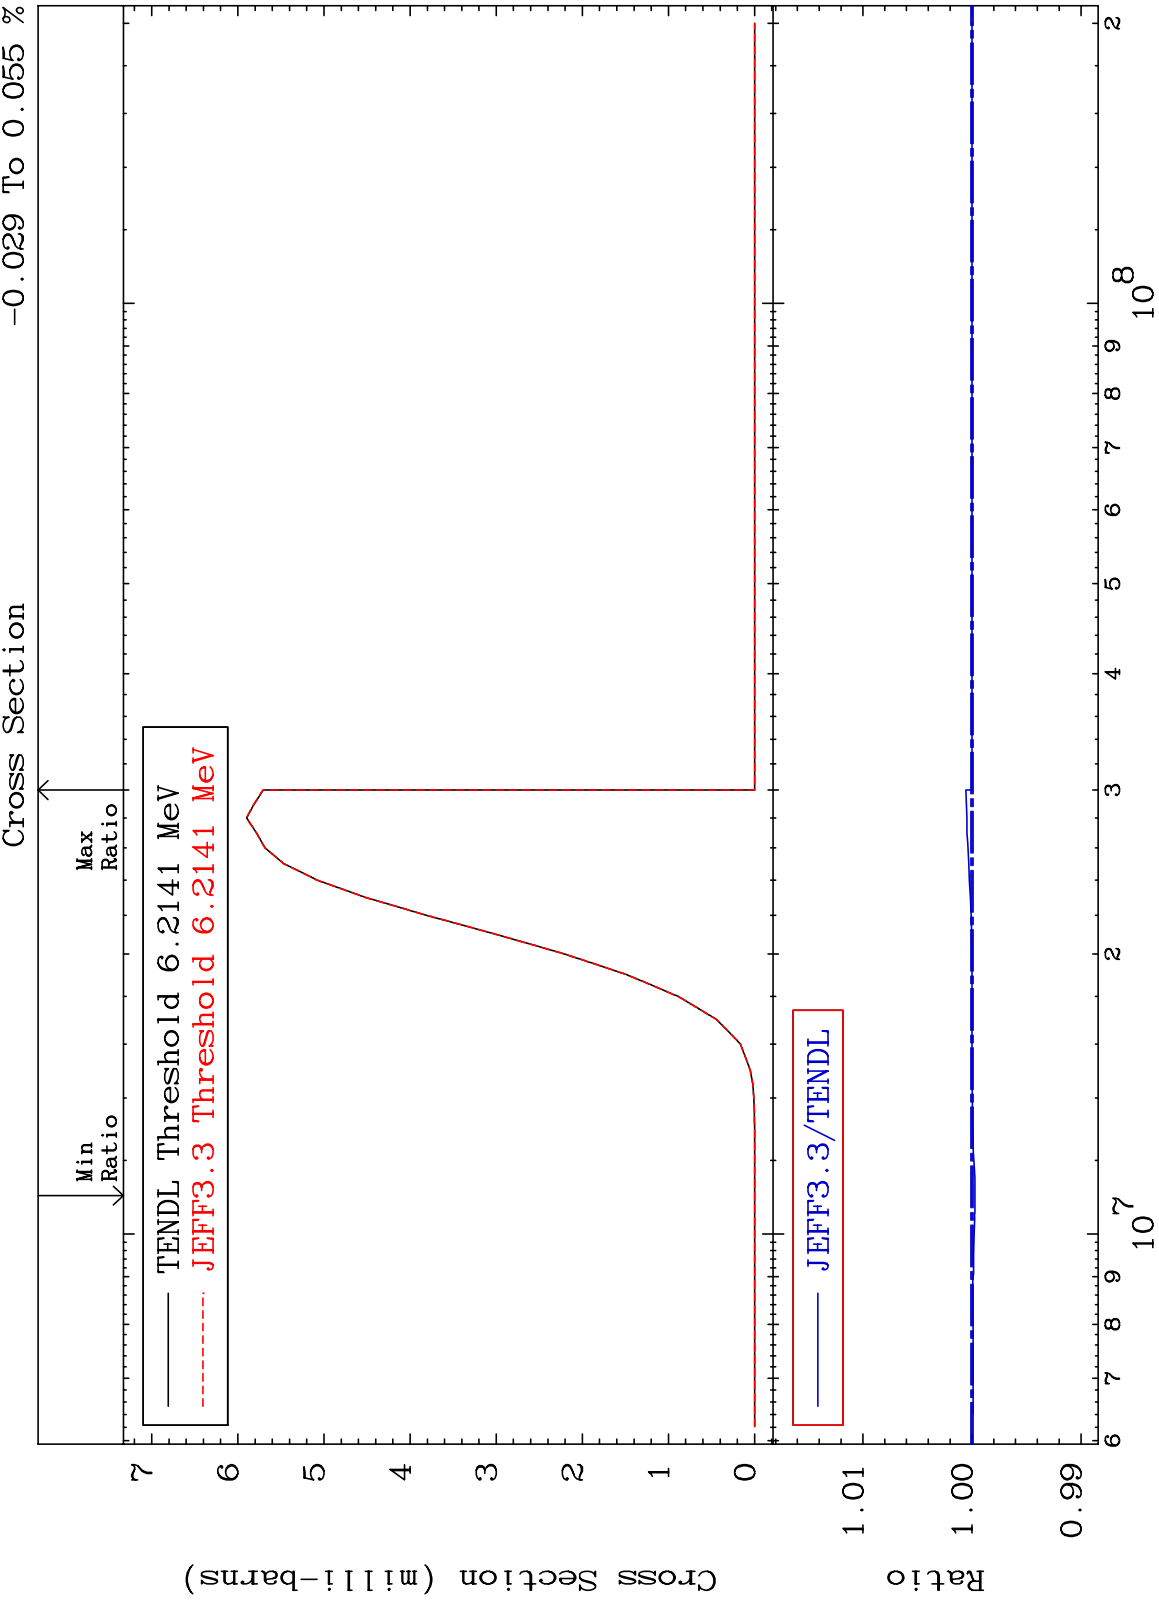 Cross Section
-0.029 To 0.055 %
Min
Ratio
Max
Ratio
TENDL Threshold 6.2141 MeV
JEFF3.3 Threshold 6.2141 MeV
7
6
5
4
3
2
1
0
Cross Section (milli-barns)
JEFF3.3/TENDL
1.01
1.00
0.99
Ratio
6
7
8
9
10^7
2
3
4
5
6
7
8
9
10^8
2